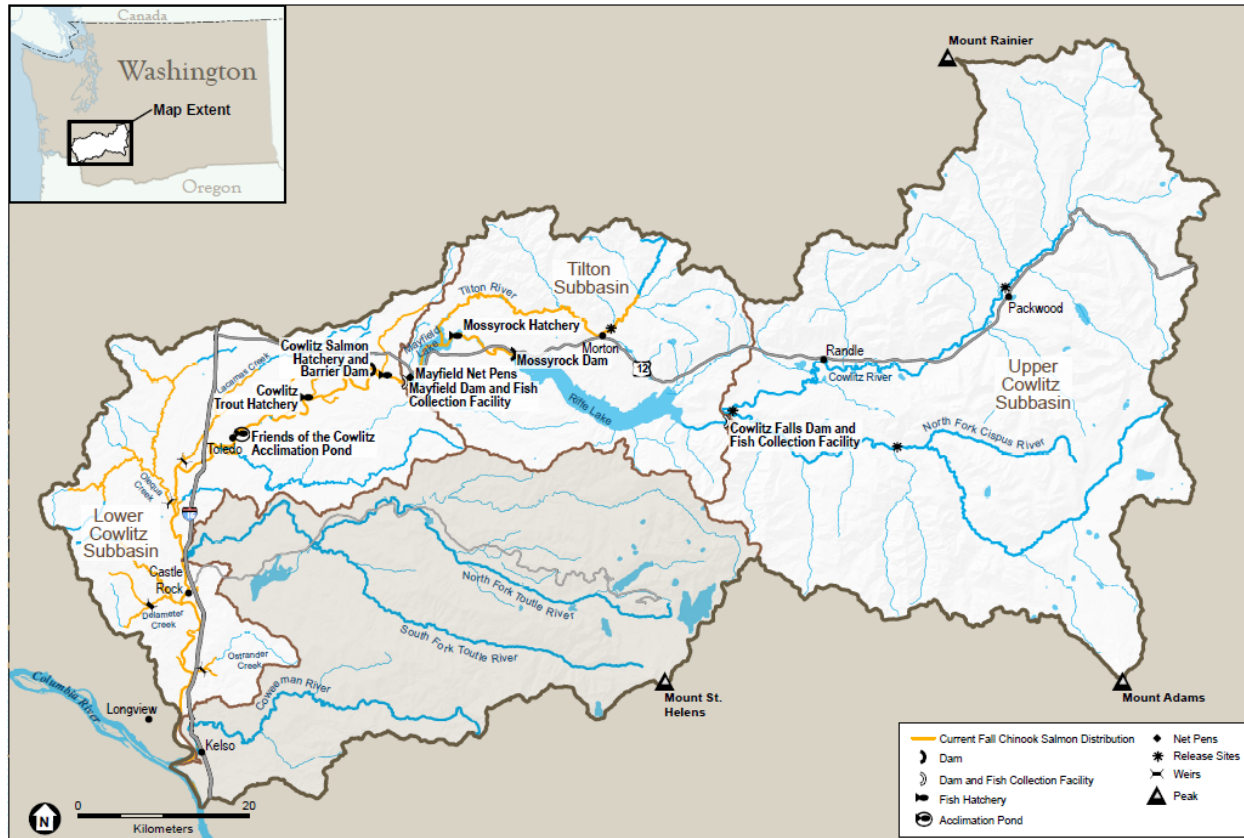 Canada
Washington
Map Extent
Oregon
Mount Rainier
Tilton
Subbasin
Tilton River
Mossyrock Hatchery
Packwood
Cowlitz Salmon
Hatchery and
Barrier Dam
Mayfield
Lake
Morton
Mossyrock Dam
Randle
12
Cowlitz River
Upper
Cowlitz
Subbasin
Lacamas Creek
Mayfield Net Pens
Mayfield Dam and Fish
Collection Facility
Cowlitz
Trout Hatchery
Riffe Lake
Cowlitz Falls Dam and
Fish Collection Facility
North Fork Cispus River
Friends of the Cowlitz
Acclimation Pond
Toledo
Olequa
Creek
Lower
Cowlitz
Subbasin
Castle
Rock
North Fork Toutle River
Delameter
Creek
South Fork Toutle River
Ostrander
Creek
Coweeman River
Columbia River
Mount St.
Helens
Mount Adams
Longview
Kelso
Current Fall Chinook Salmon Distribution
Dam
Dam and Fish Collection Facility
Fish Hatchery
Acclimation Pond
Net Pens
Release Sites
Weirs
Peak
N
0 20
Kilometers